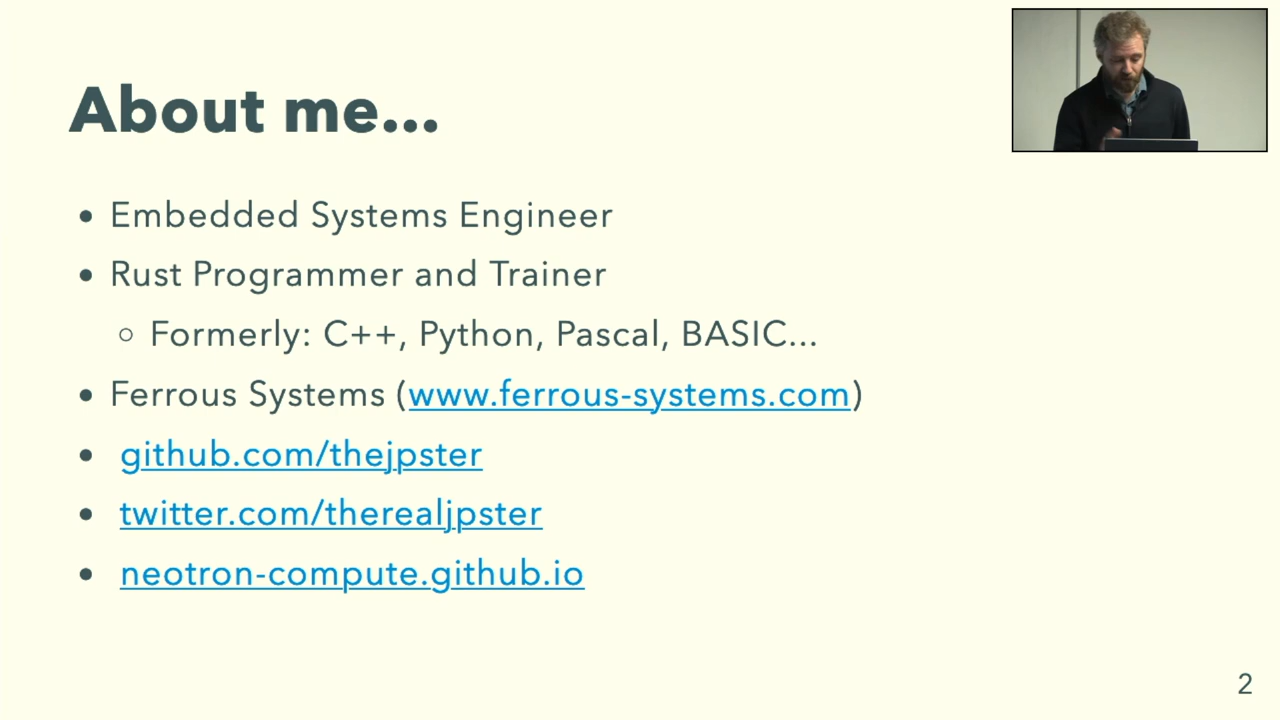 About me...
Embedded Systems Engineer
Rust Programmer and Trainer
Formerly: C++, Python, Pascal, BASIC...
Ferrous Systems (www.ferrous-systems.com)
github.com/thejpster
twitter.com/therealjpster
neotron-compute.github.io
2